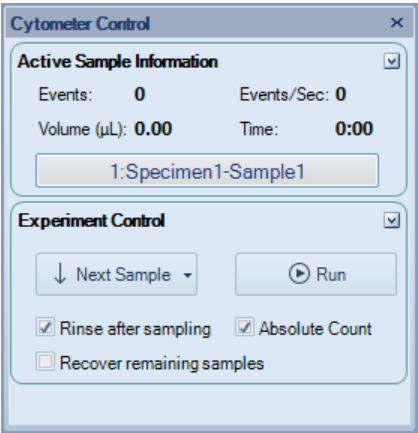 Cytometer Control
Active Sample Information
Events: 0 Events/Sec: 0
Volume (µL): 0.00 Time: 0:00
1:Specimen1-Sample1
Experiment Control
Next Sample Run
Rinse after sampling Absolute Count
Recover remaining samples